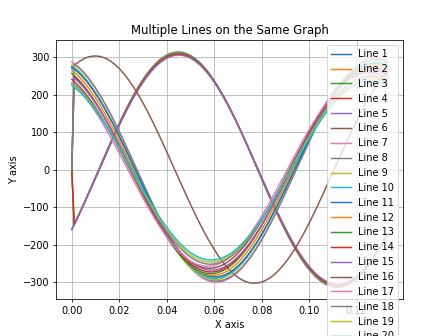 Multiple Lines on the Same Graph
300
200
100
0
−100
−200
−300
Y axis
0.00
0.02
0.04
0.06
0.08
0.10
X axis
Line 1
Line 2
Line 3
Line 4
Line 5
Line 6
Line 7
Line 8
Line 9
Line 10
Line 11
Line 12
Line 13
Line 14
Line 15
Line 16
Line 17
Line 18
Line 19
Line 20